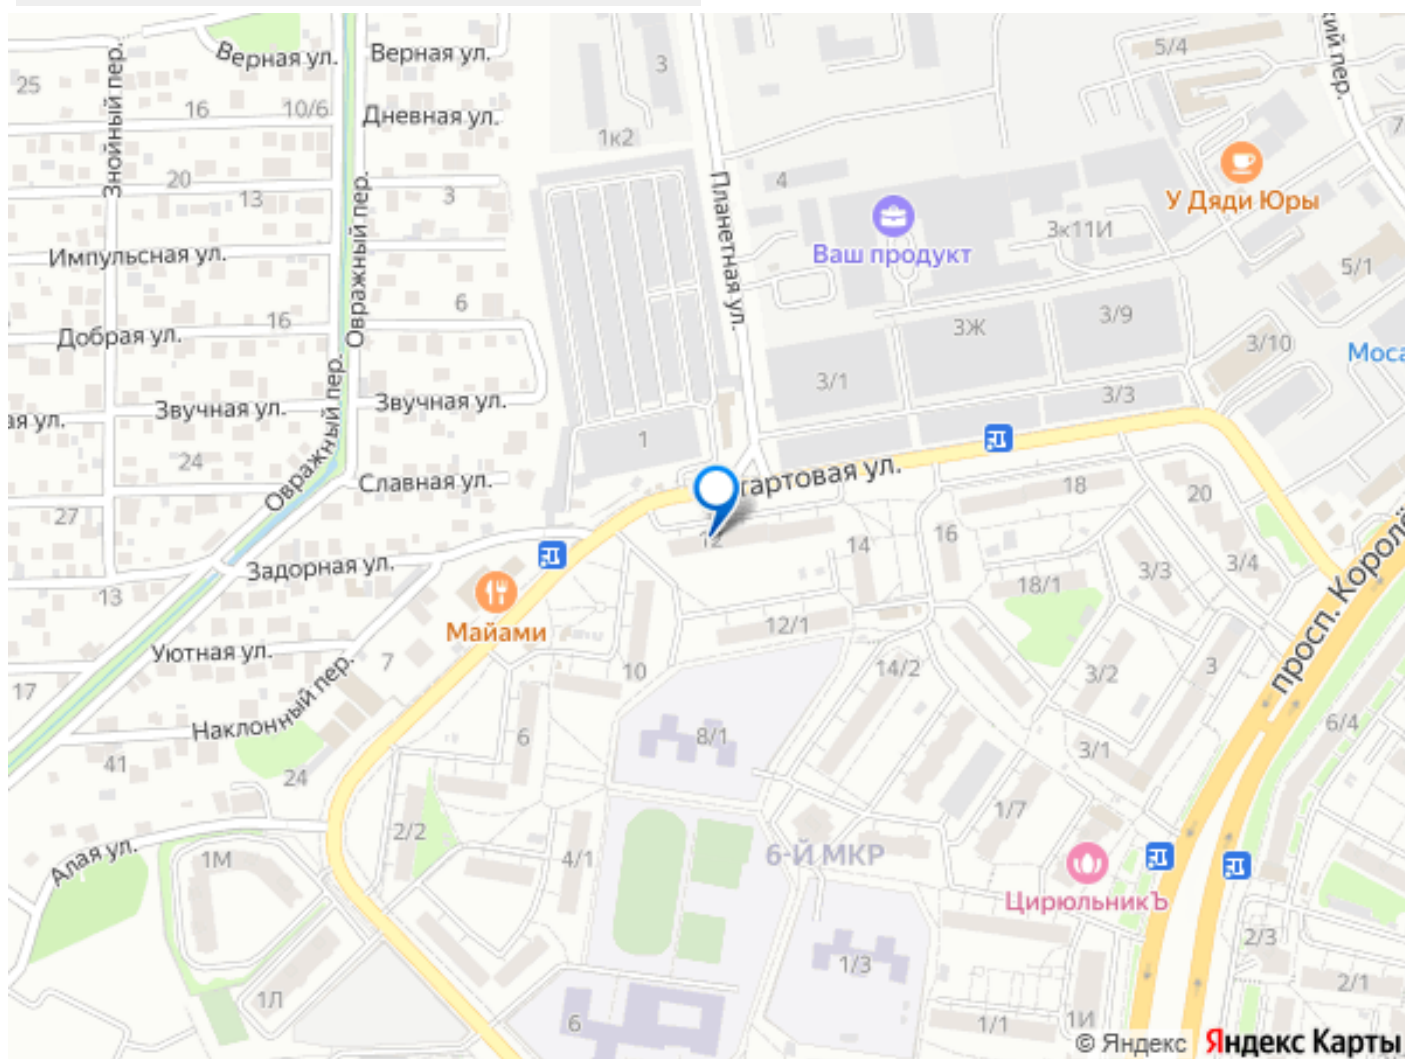 Верная ул.
Верная ул.
3
5/4
25
Знойный пер.
16
10/6
Дневная ул.
1к2
7
20
13
3
Овражный пер.
Планетная ул.
4
У Дяди Юры
Ваш продукт
3к11И
5/1
Импульсная ул.
6
16
Добрая ул.
3Ж
3/9
3/10
3/1
3/3
Звучная ул.
Звучная ул.
Овражный пер.
1
24
Славная ул.
27
тартовая ул.
18
20
16
12
14
Задорная ул.
13
3/3
3/4
18/1
Майами
12/1
Уютная ул.
7
10
14/2
3/2
3
17
Наклонный пер.
6
8/1
6/4
3/1
41
24
1/7
2/2
4/1
6-Й МКР
Алая ул.
1М
ЦирюльникЪ
2/3
1/3
2/1
1Л
6
1/1
1И
© Яндекс
Яндекс Карты